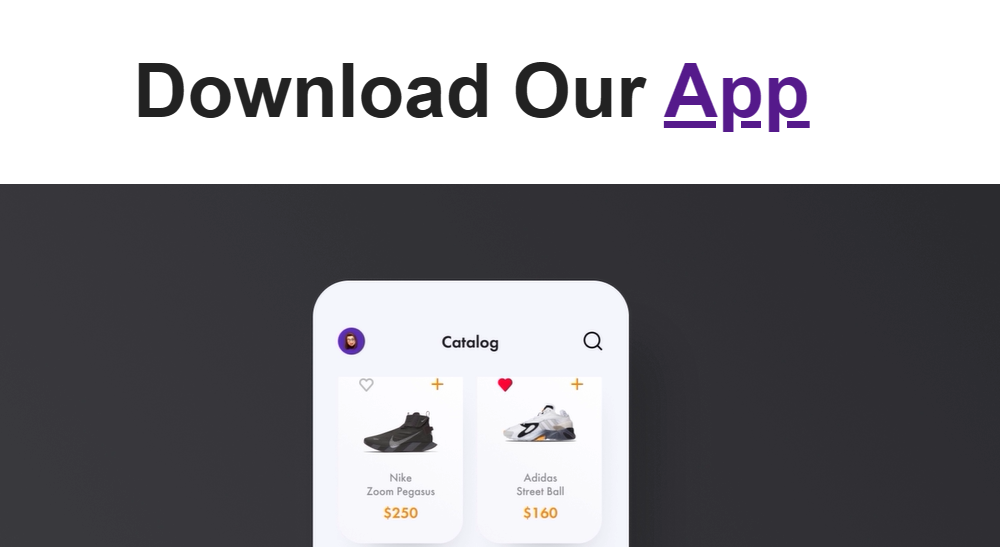 Download Our App
Catalog
Nike
Zoom Pegasus
$250
Adidas
Street Ball
$160